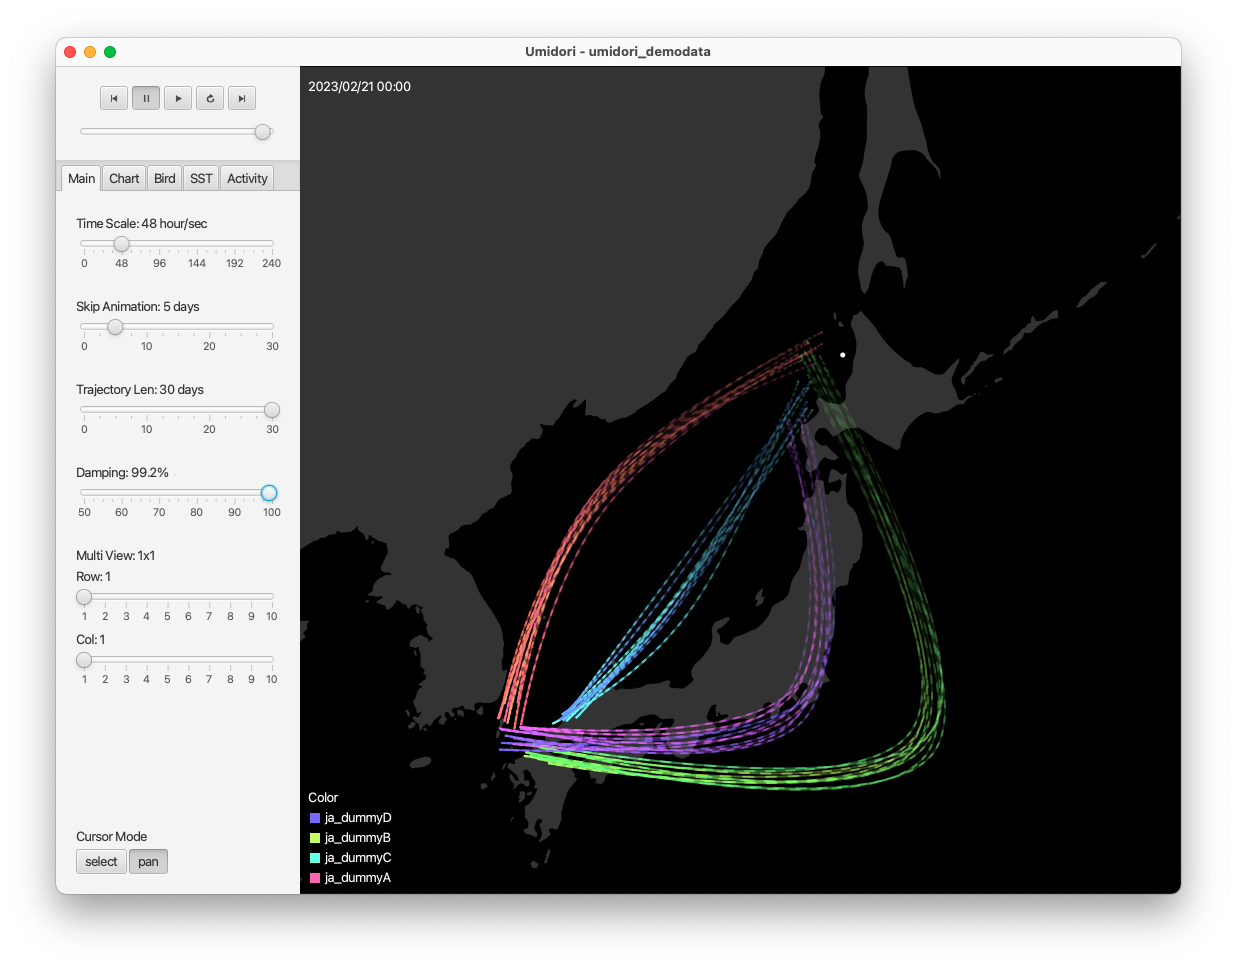 Umidori - umidori_demodata
2023/02/21 00:00
Main Chart Bird SST Activity
Time Scale: 48 hour/sec
0 48 96 144 192 240
Skip Animation: 5 days
0 10 20 30
Trajectory Len: 30 days
0 10 20 30
Damping: 99.2%
50 60 70 80 90 100
Multi View: 1x1
Row: 1
1 2 3 4 5 6 7 8 9 10
Col: 1
1 2 3 4 5 6 7 8 9 10
Cursor Mode
select pan
Color
ja_dummyD
ja_dummyB
ja_dummyC
ja_dummyA